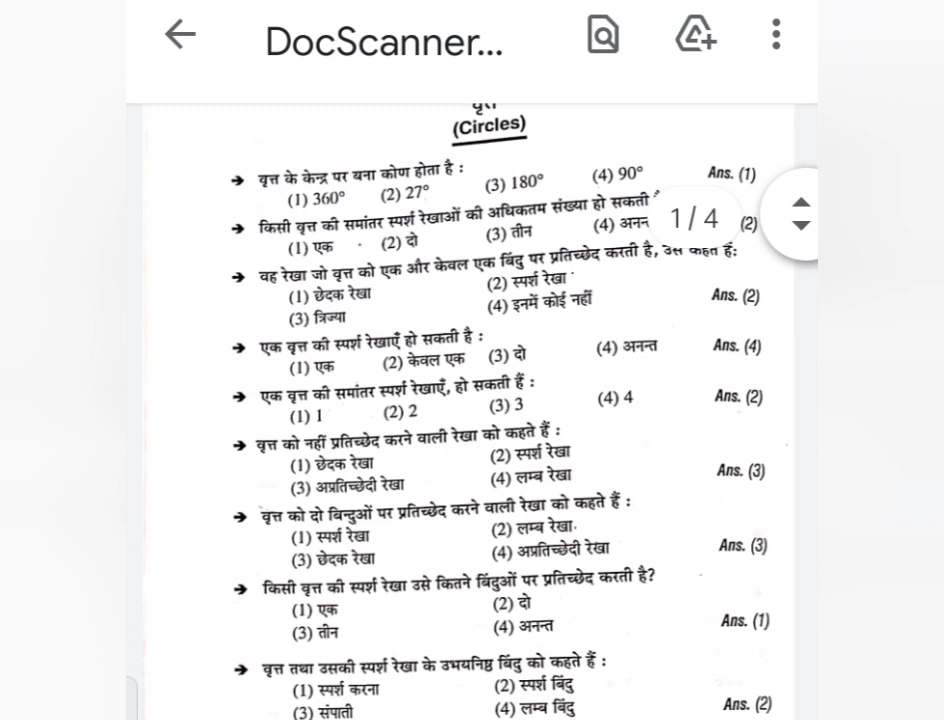 DocScanner...
(Circles)
→ वृत्त के केन्द्र पर बना कोण होता है :
(1) 360° (2) 27° (3) 180° (4) 90° Ans. (1)
→ किसी वृत्त की समांतर स्पर्श रेखाओं की अधिकतम संख्या हो सकती
(1) एक (2) दो (3) तीन (4) अनन (2)
1 / 4
→ वह रेखा जो वृत्त को एक और केवल एक बिंदु पर प्रतिच्छेद करती है, उसे कहते हैं:
(1) छेदक रेखा (2) स्पर्श रेखा
(3) त्रिज्या (4) इनमें कोई नहीं Ans. (2)
→ एक वृत्त की स्पर्श रेखाएँ हो सकती है :
(1) एक (2) केवल एक (3) दो (4) अनन्त Ans. (4)
→ एक वृत्त की समांतर स्पर्श रेखाएँ, हो सकती हैं :
(1) 1 (2) 2 (3) 3 (4) 4 Ans. (2)
→ वृत्त को नहीं प्रतिच्छेद करने वाली रेखा को कहते हैं :
(1) छेदक रेखा (2) स्पर्श रेखा
(3) अप्रतिच्छेदी रेखा (4) लम्ब रेखा Ans. (3)
→ वृत्त को दो बिन्दुओं पर प्रतिच्छेद करने वाली रेखा को कहते हैं :
(1) स्पर्श रेखा (2) लम्ब रेखा.
(3) छेदक रेखा (4) अप्रतिच्छेदी रेखा Ans. (3)
→ किसी वृत्त की स्पर्श रेखा उसे कितने बिंदुओं पर प्रतिच्छेद करती है?
(1) एक (2) दो
(3) तीन (4) अनन्त Ans. (1)
→ वृत्त तथा उसकी स्पर्श रेखा के उभयनिष्ठ बिंदु को कहते हैं :
(1) स्पर्श करना (2) स्पर्श बिंदु
(3) संपाती (4) लम्ब बिंदु Ans. (2)